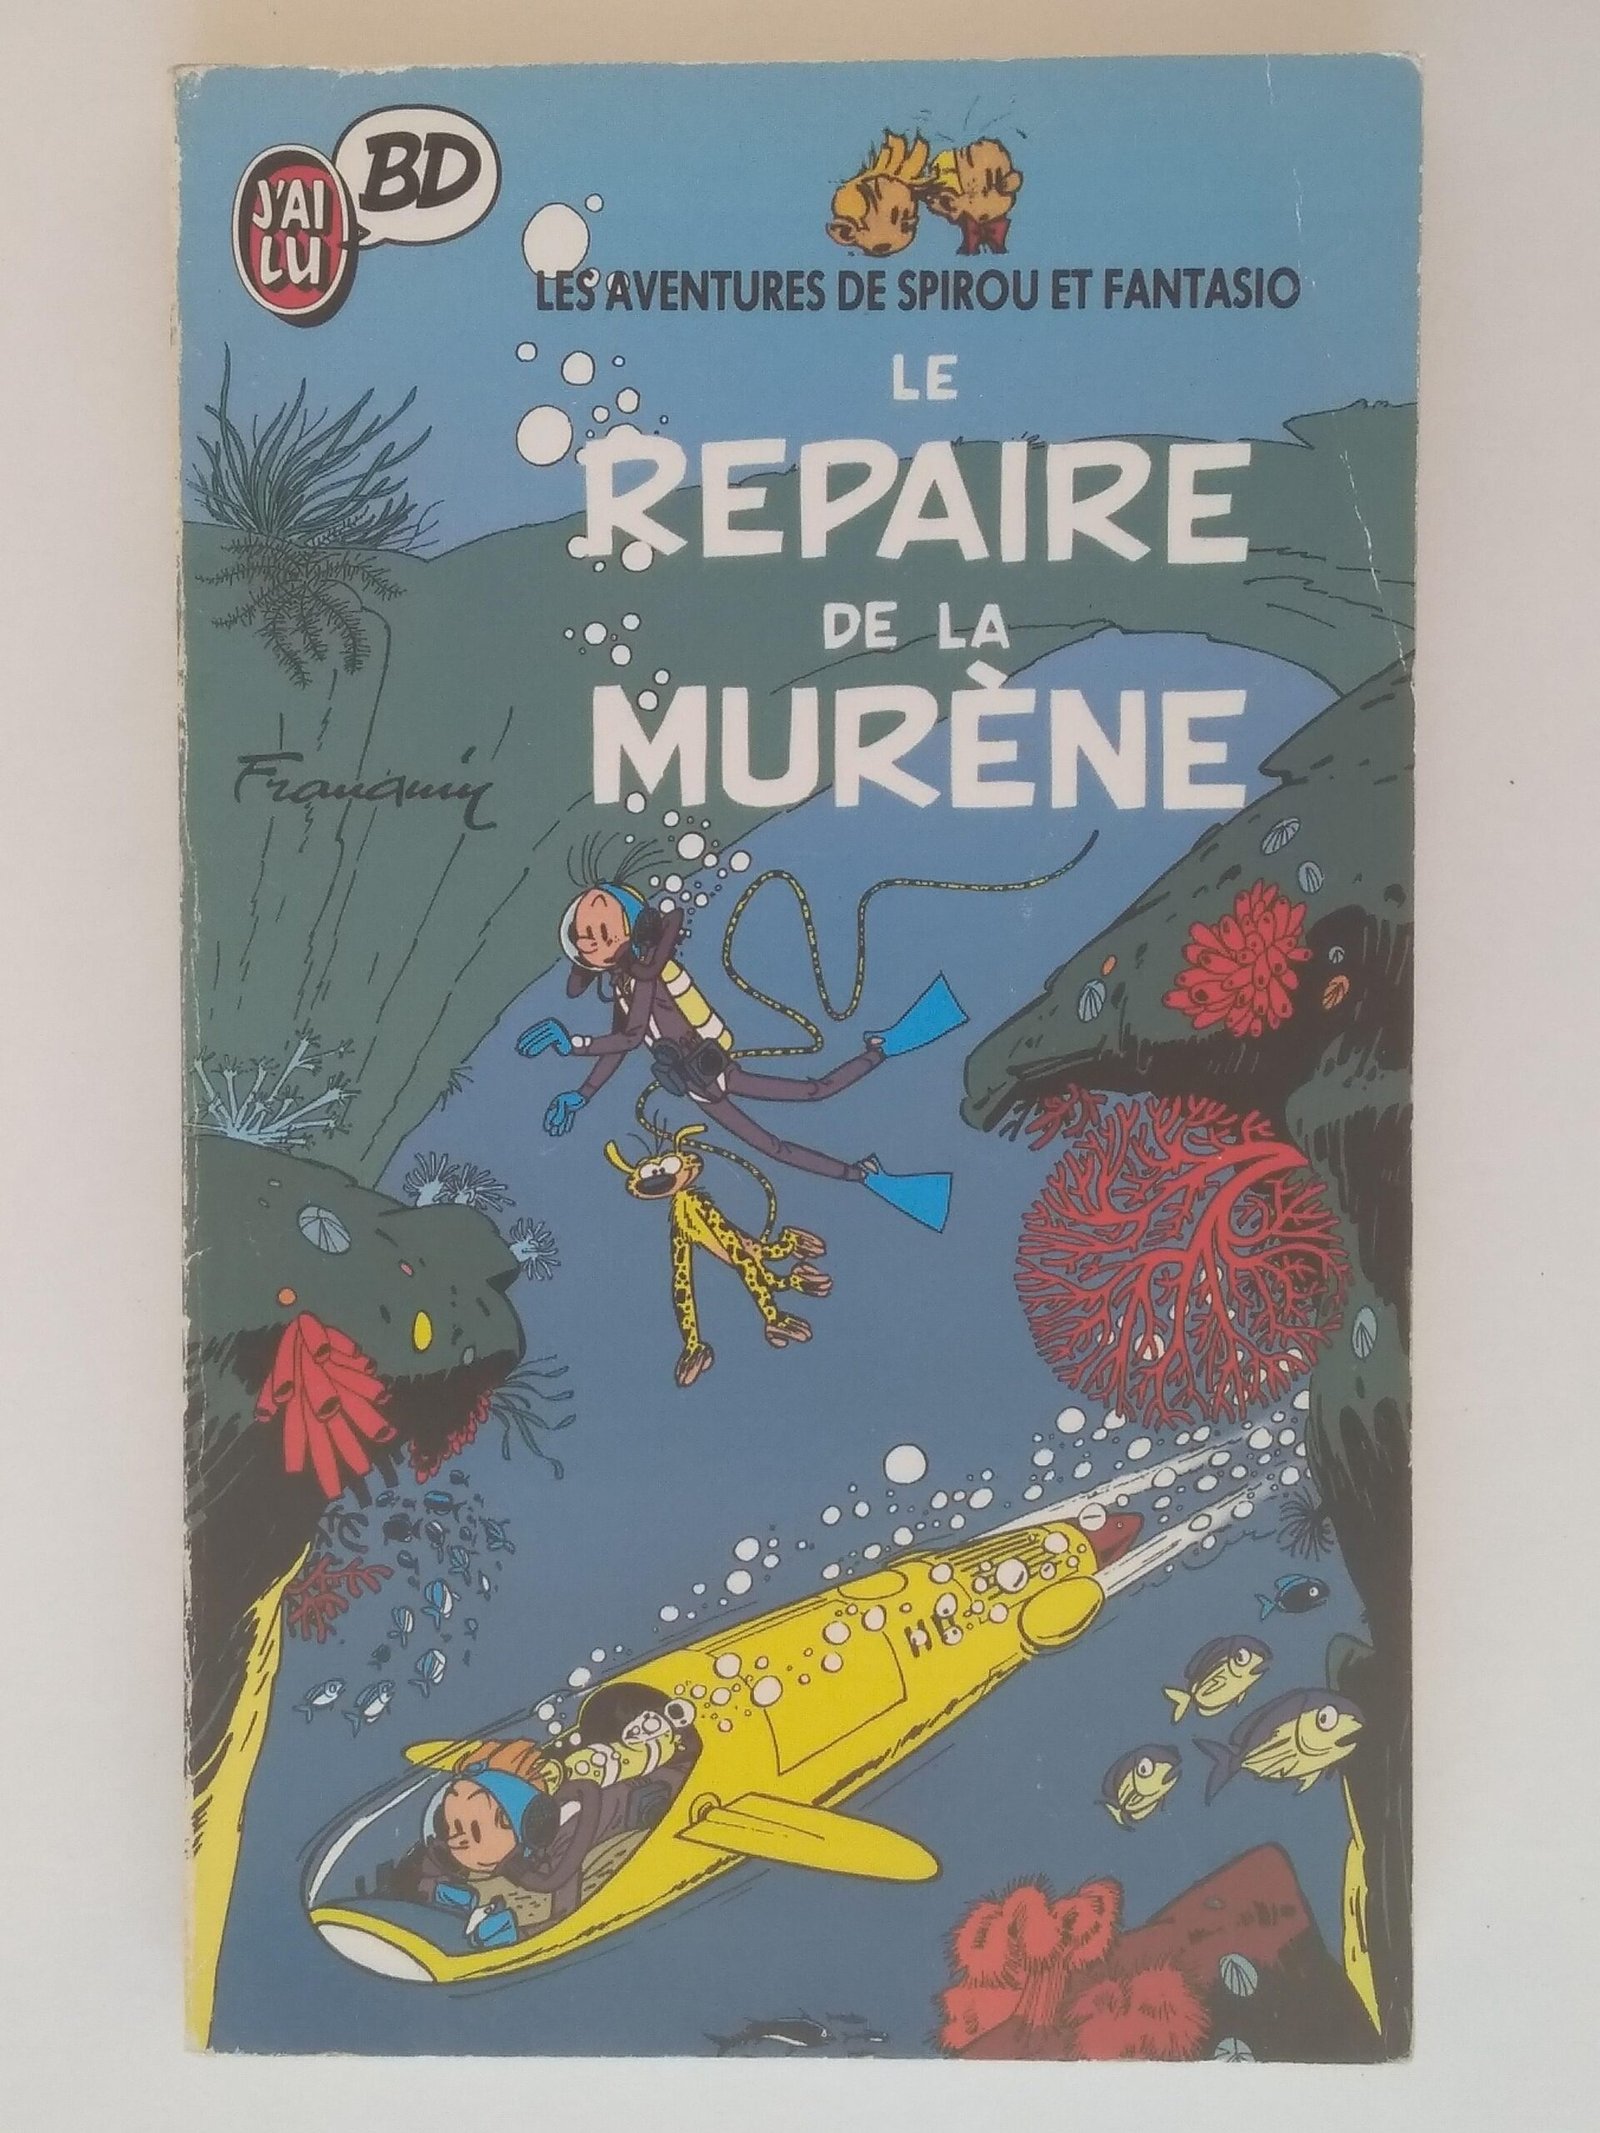 J'AI
LU
BD
LES AVENTURES DE SPIROU ET FANTASIO
LE
REPAIRE
DE LA
MURÈNE
Franquin